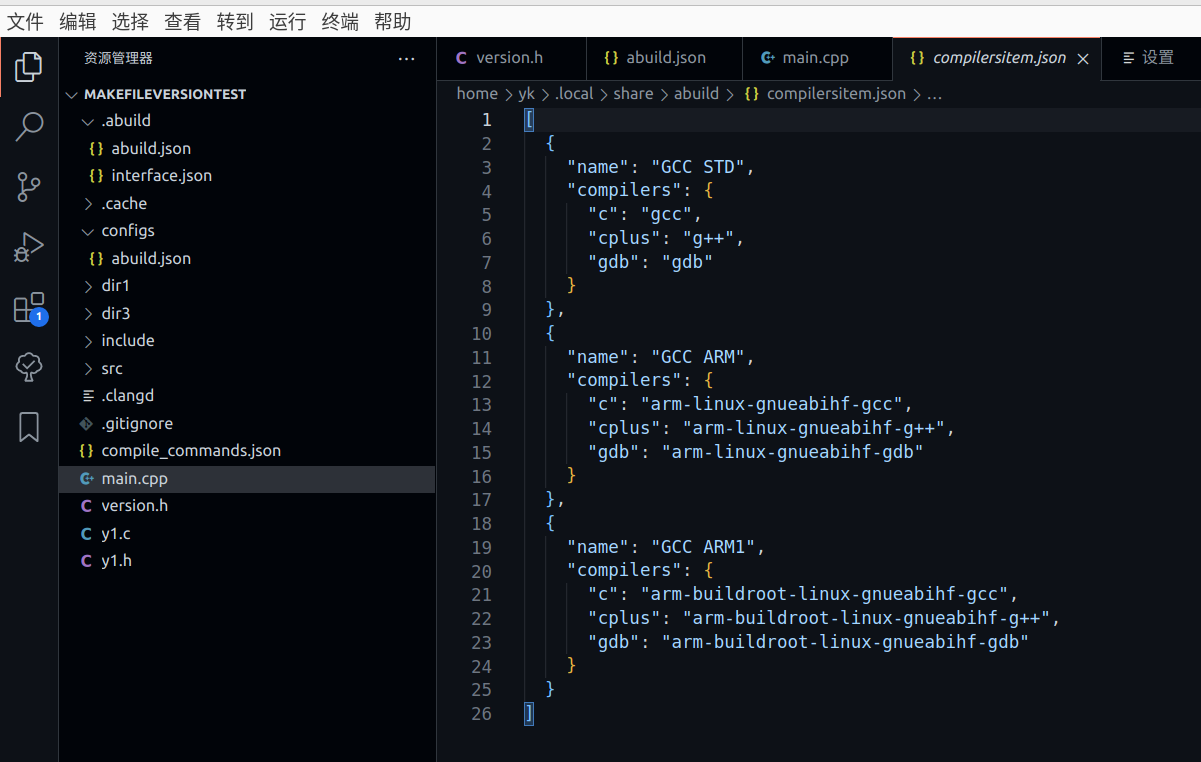 文件 编辑 选择 查看 转到 运行 终端 帮助
资源管理器 ...
version.h abuild.json main.cpp compilersitem.json 设置
home > yk > .local > share > abuild > {} compilersitem.json > ...
MAKEFILEVERSIONTEST
.abuild
{} abuild.json
{} interface.json
.cache
configs
{} abuild.json
dir1
dir3
include
src
.clangd
.gitignore
{} compile_commands.json
main.cpp
C version.h
C y1.c
C y1.h
1
1 [
2 {
3 "name": "GCC STD",
4 "compilers": {
5 "c": "gcc",
6 "cplus": "g++",
7 "gdb": "gdb"
8 }
9 },
10 {
11 "name": "GCC ARM",
12 "compilers": {
13 "c": "arm-linux-gnueabihf-gcc",
14 "cplus": "arm-linux-gnueabihf-g++",
15 "gdb": "arm-linux-gnueabihf-gdb"
16 }
17 },
18 {
19 "name": "GCC ARM1",
20 "compilers": {
21 "c": "arm-buildroot-linux-gnueabihf-gcc",
22 "cplus": "arm-buildroot-linux-gnueabihf-g++",
23 "gdb": "arm-buildroot-linux-gnueabihf-gdb"
24 }
25 }
26 ]